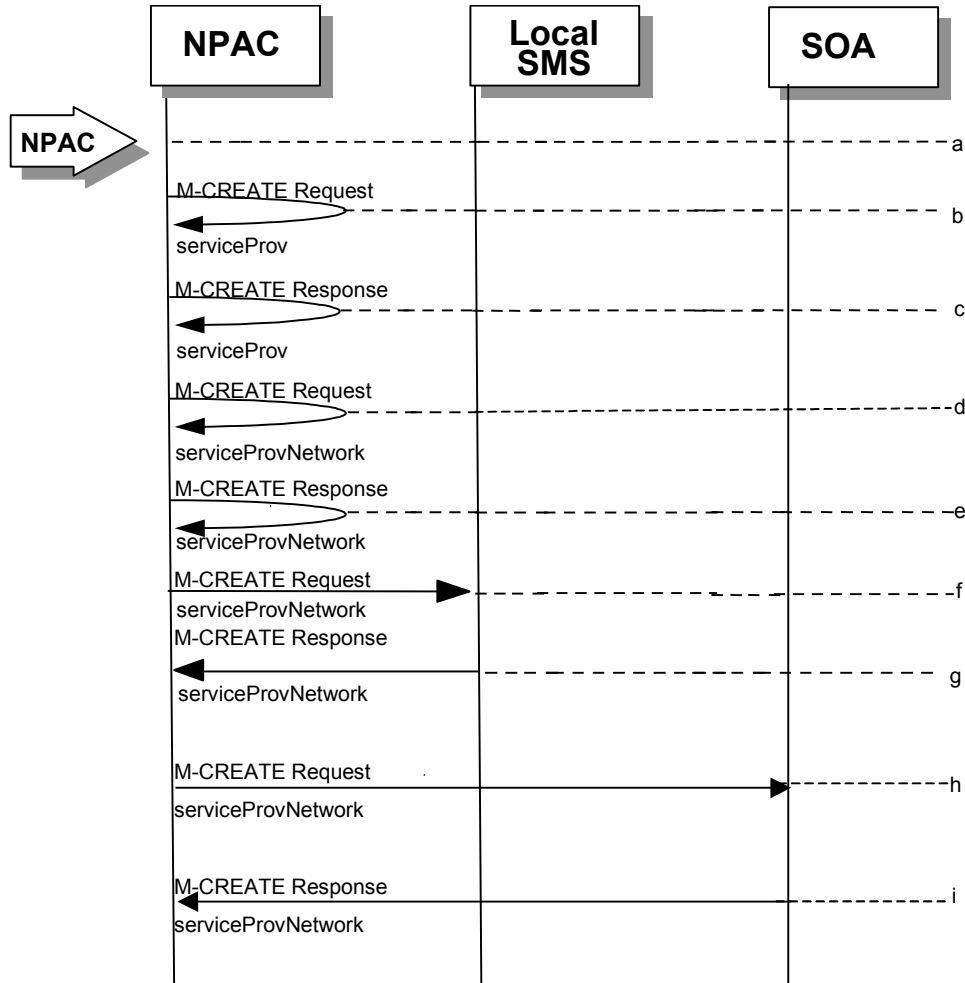 NPAC
Local
SMS
SOA
NPAC
a
M-CREATE Request
b
serviceProv
M-CREATE Response
c
serviceProv
M-CREATE Request
d
serviceProvNetwork
M-CREATE Response
e
serviceProvNetwork
M-CREATE Request
f
serviceProvNetwork
M-CREATE Response
g
serviceProvNetwork
M-CREATE Request
h
serviceProvNetwork
M-CREATE Response
i
serviceProvNetwork